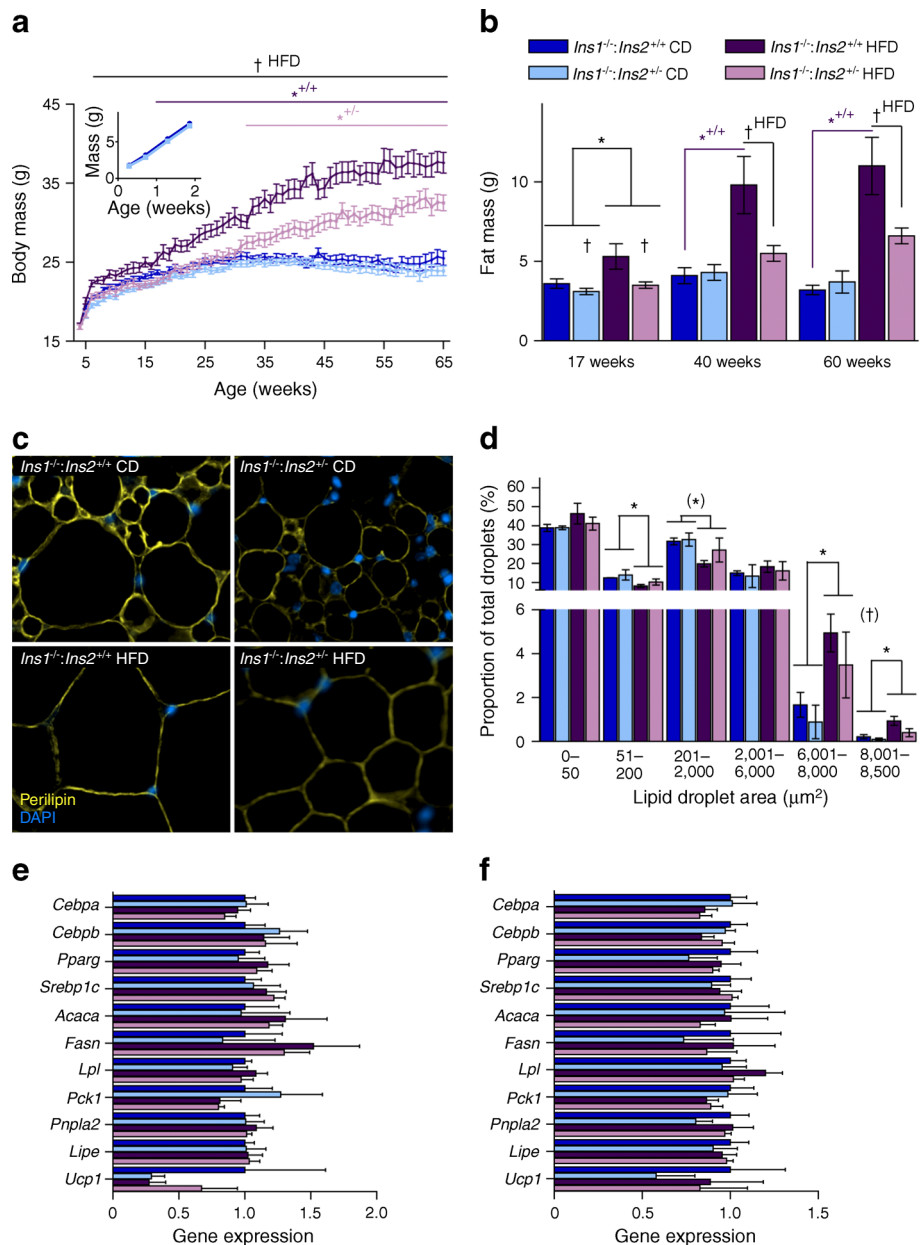 a
† HFD
*+/+
*+/-
45
35
25
15
Body mass (g)
5
15
25
35
45
55
65
Age (weeks)
Mass (g)
5
0
0
1
2
Age (weeks)
b
Ins1-/-:Ins2+/+ CD
Ins1-/-:Ins2+/+ HFD
Ins1-/-:Ins2+/- CD
Ins1-/-:Ins2+/- HFD
Fat mass (g)
10
5
0
*
†
†
*+/+
†HFD
*+/+
†HFD
17 weeks
40 weeks
60 weeks
c
Ins1-/-:Ins2+/+ CD
Ins1-/-:Ins2+/- CD
Ins1-/-:Ins2+/+ HFD
Ins1-/-:Ins2+/- HFD
Perilipin
DAPI
d
Proportion of total droplets (%)
60
50
40
30
20
10
6
4
2
0
*
(*)
*
(†)
*
0–
50
51–
200
201–
2,000
2,001–
6,000
6,001–
8,000
8,001–
8,500
Lipid droplet area (μm2)
e
Cebpa
Cebpb
Pparg
Srebp1c
Acaca
Fasn
Lpl
Pck1
Pnpla2
Lipe
Ucp1
0
0.5
1.0
1.5
2.0
Gene expression
f
Cebpa
Cebpb
Pparg
Srebp1c
Acaca
Fasn
Lpl
Pck1
Pnpla2
Lipe
Ucp1
0
0.5
1.0
1.5
Gene expression